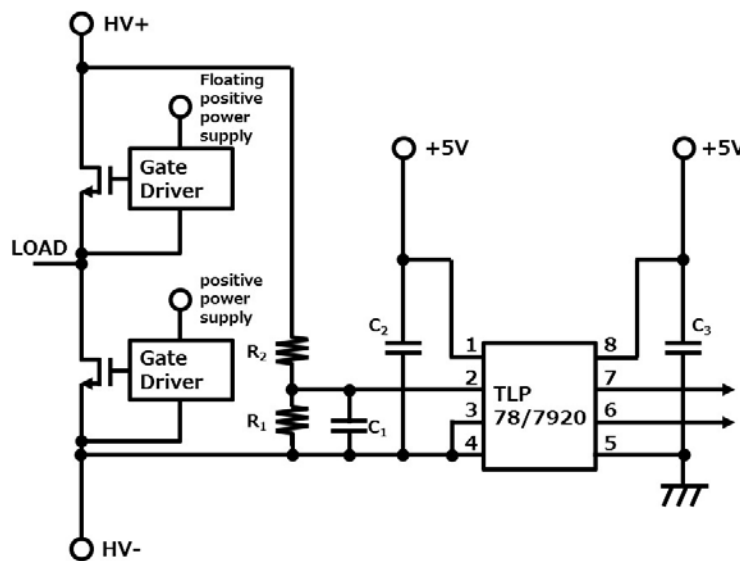 HV+
Floating
positive
power
supply
Gate
Driver
LOAD
positive
power
supply
Gate
Driver
HV-
R2
R1
C1
+5V
C2
+5V
C3
1
2
3
4
TLP
78/7920
8
7
6
5